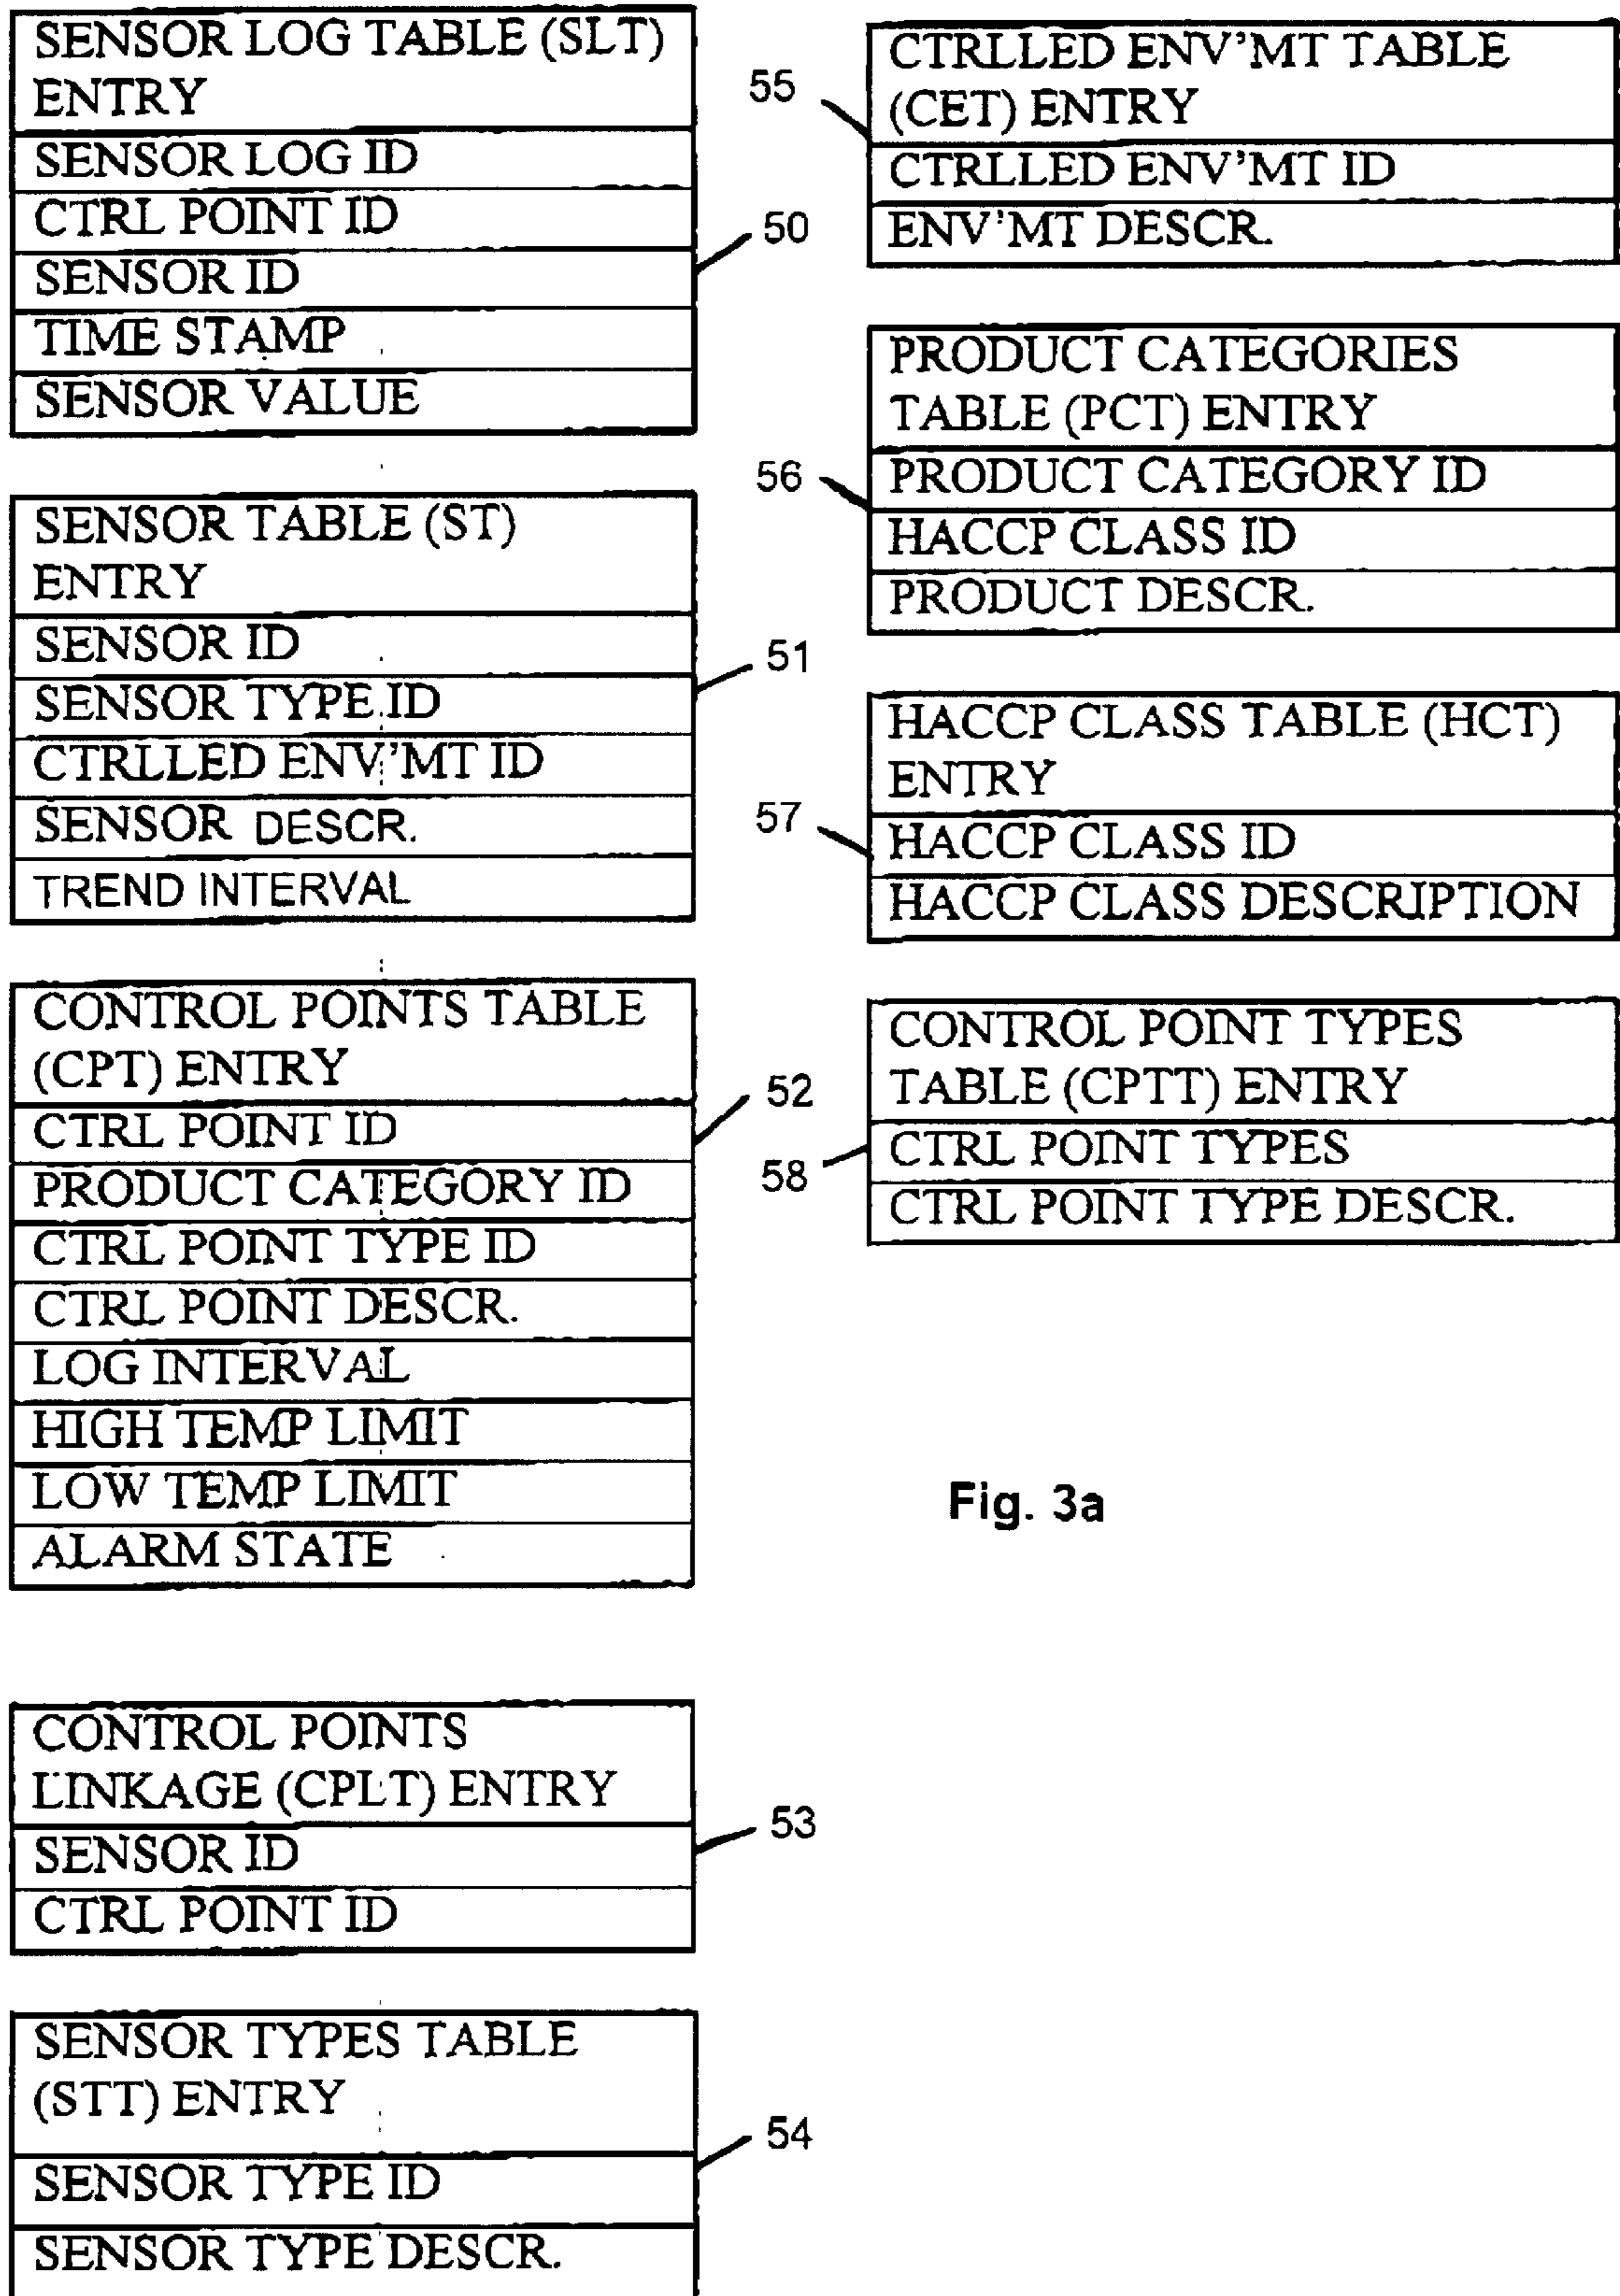 SENSOR LOG TABLE (SLT)
ENTRY
SENSOR LOG ID
CTRL POINT ID
SENSOR ID
TIME STAMP
SENSOR VALUE
50
SENSOR TABLE (ST)
ENTRY
SENSOR ID
SENSOR TYPE ID
CTRLLED ENV'MT ID
SENSOR DESCR.
TREND INTERVAL
51
CONTROL POINTS TABLE
(CPT) ENTRY
CTRL POINT ID
PRODUCT CATEGORY ID
CTRL POINT TYPE ID
CTRL POINT DESCR.
LOG INTERVAL
HIGH TEMP LIMIT
LOW TEMP LIMIT
ALARM STATE
52
CONTROL POINTS
LINKAGE (CPLT) ENTRY
SENSOR ID
CTRL POINT ID
53
SENSOR TYPES TABLE
(STT) ENTRY
SENSOR TYPE ID
SENSOR TYPE DESCR.
54
55
CTRLLED ENV'MT TABLE
(CET) ENTRY
CTRLLED ENV'MT ID
ENV'MT DESCR.
56
PRODUCT CATEGORIES
TABLE (PCT) ENTRY
PRODUCT CATEGORY ID
HACCP CLASS ID
PRODUCT DESCR.
57
HACCP CLASS TABLE (HCT)
ENTRY
HACCP CLASS ID
HACCP CLASS DESCRIPTION
58
CONTROL POINT TYPES
TABLE (CPTT) ENTRY
CTRL POINT TYPES
CTRL POINT TYPE DESCR.
Fig. 3a